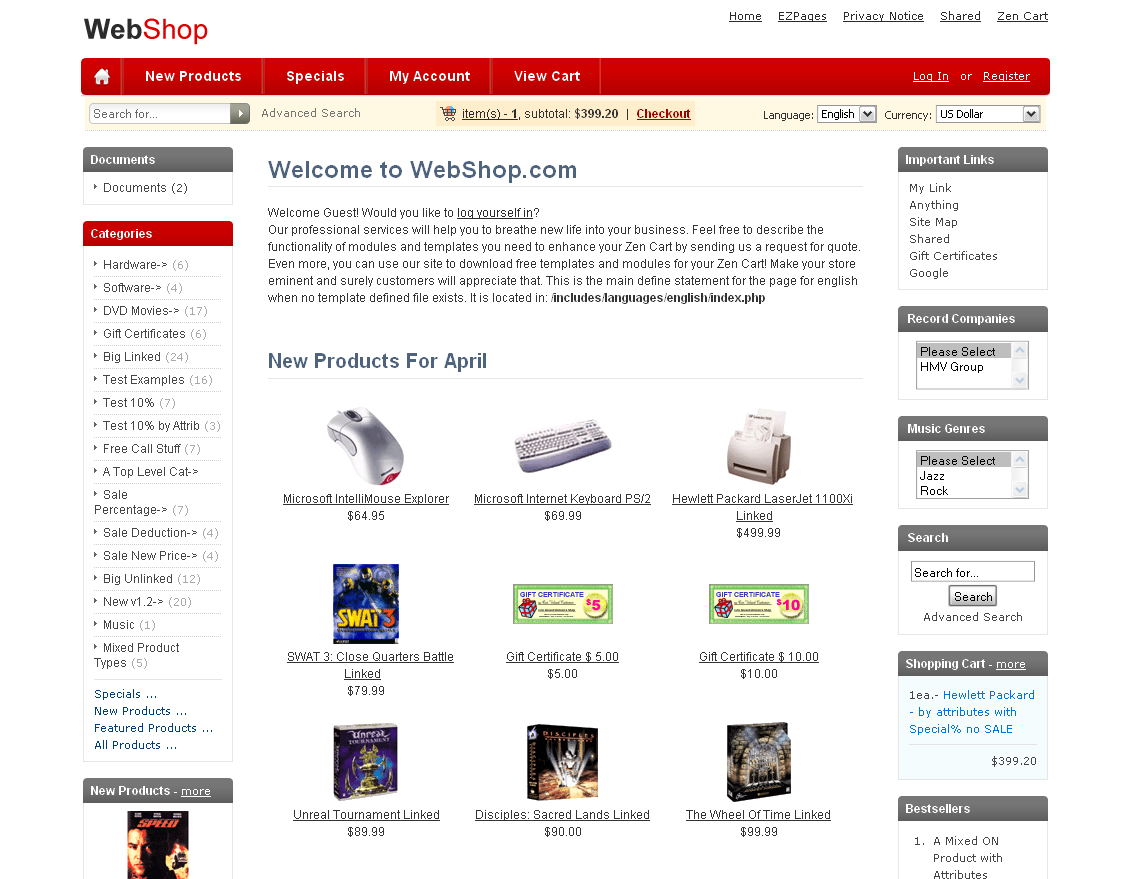 WebShop
Home EZPages Privacy Notice Shared Zen Cart
New Products Specials My Account View Cart Log In or Register
Search for... Advanced Search item(s) - 1, subtotal: $399.20 | Checkout Language: English Currency: US Dollar
Documents
Documents (2)
Categories
Hardware-> (6)
Software-> (4)
DVD Movies-> (17)
Gift Certificates (6)
Big Linked (24)
Test Examples (16)
Test 10% (7)
Test 10% by Attrib (3)
Free Call Stuff (7)
A Top Level Cat->
Sale
Percentage-> (7)
Sale Deduction-> (4)
Sale New Price-> (4)
Big Unlinked (12)
New v1.2-> (20)
Music (1)
Mixed Product
Types (5)
Specials ...
New Products ...
Featured Products ...
All Products ...
New Products - more
SPEED
Welcome to WebShop.com
Welcome Guest! Would you like to log yourself in?
Our professional services will help you to breathe new life into your business. Feel free to describe the
functionality of modules and templates you need to enhance your Zen Cart by sending us a request for quote.
Even more, you can use our site to download free templates and modules for your Zen Cart! Make your store
eminent and surely customers will appreciate that. This is the main define statement for the page for english
when no template defined file exists. It is located in: /includes/languages/english/index.php
New Products For April
Microsoft IntelliMouse Explorer
$64.95
Microsoft Internet Keyboard PS/2
$69.99
Hewlett Packard LaserJet 1100Xi
Linked
$499.99
SWAT 3
SWAT 3: Close Quarters Battle
Linked
$79.99
GIFT CERTIFICATE
$5
Gift Certificate $ 5.00
$5.00
GIFT CERTIFICATE
$10
Gift Certificate $ 10.00
$10.00
Unreal
TOURNAMENT
Unreal Tournament Linked
$89.99
DISCIPLES
Disciples: Sacred Lands Linked
$90.00
The Wheel Of Time Linked
$99.99
Important Links
My Link
Anything
Site Map
Shared
Gift Certificates
Google
Record Companies
Please Select
HMV Group
Music Genres
Please Select
Jazz
Rock
Search
Search for...
Search
Advanced Search
Shopping Cart - more
1ea.- Hewlett Packard
- by attributes with
Special% no SALE
$399.20
Bestsellers
1. A Mixed ON
Product with
Attributes